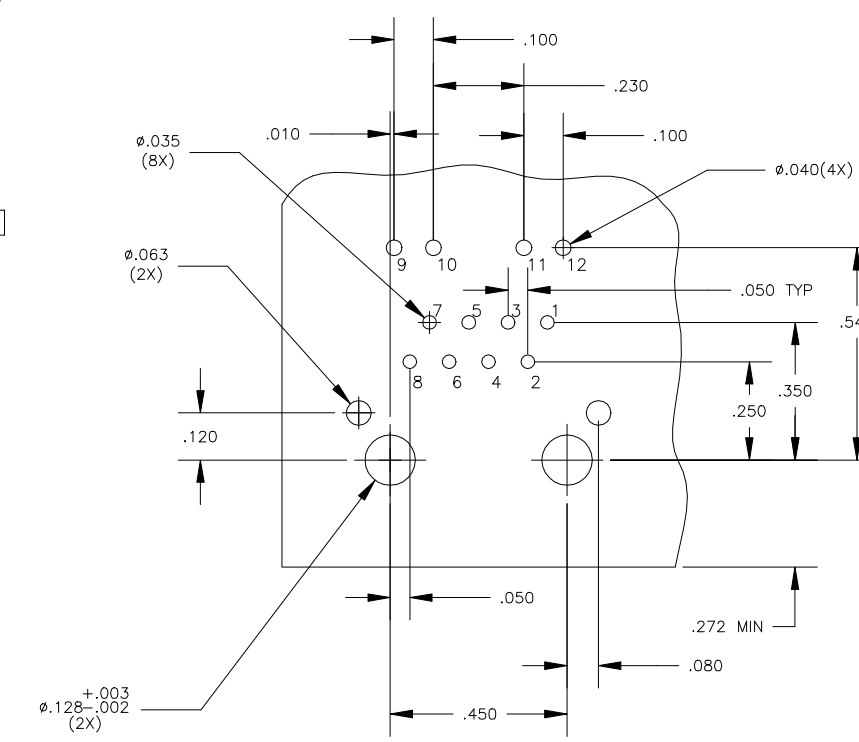 .100
.230
.010
.100
ø.035
(8X)
ø.040(4X)
ø.063
(2X)
9
10
11
12
.050 TYP
7
5
3
1
8
6
4
2
.350
.250
.120
.050
.272 MIN
.080
+.003
ø.128-.002
(2X)
.450